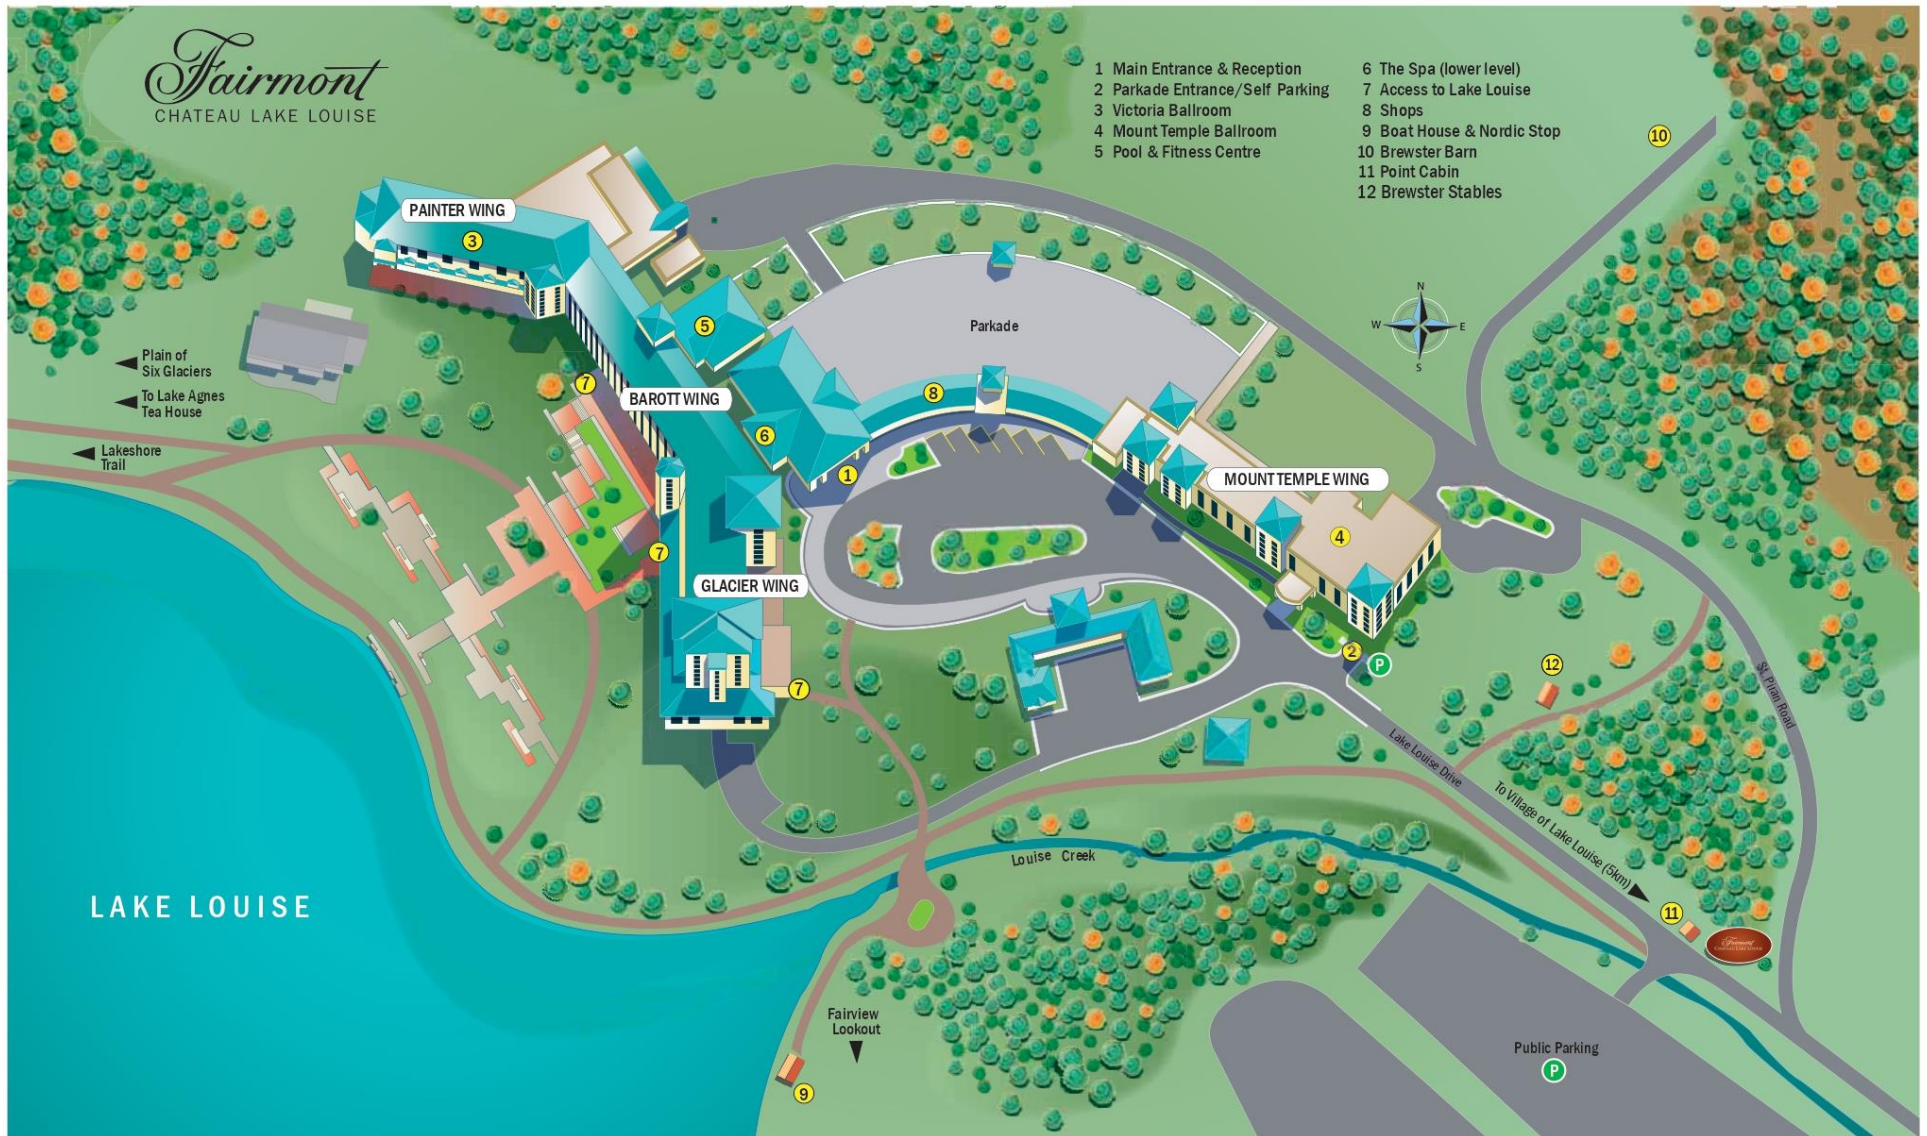 Fairmont
CHATEAU LAKE LOUISE
1 Main Entrance & Reception
2 Parkade Entrance/Self Parking
3 Victoria Ballroom
4 Mount Temple Ballroom
5 Pool & Fitness Centre
6 The Spa (lower level)
7 Access to Lake Louise
8 Shops
9 Boat House & Nordic Stop
10 Brewster Barn
11 Point Cabin
12 Brewster Stables
10
PAINTER WING
3
N
W E
S
5
Parkade
Plain of
Six Glaciers
To Lake Agnes
Tea House
7
BAROTT WING
8
6
Lakeshore
Trail
1
MOUNT TEMPLE WING
4
7
GLACIER WING
2
P
12
7
St. Piran Road
Lake Louise Drive
To Village of Lake Louise (5km)
Louise Creek
LAKE LOUISE
11
Fairmont
CHATEAU LAKE LOUISE
Fairview
Lookout
Public Parking
P
9